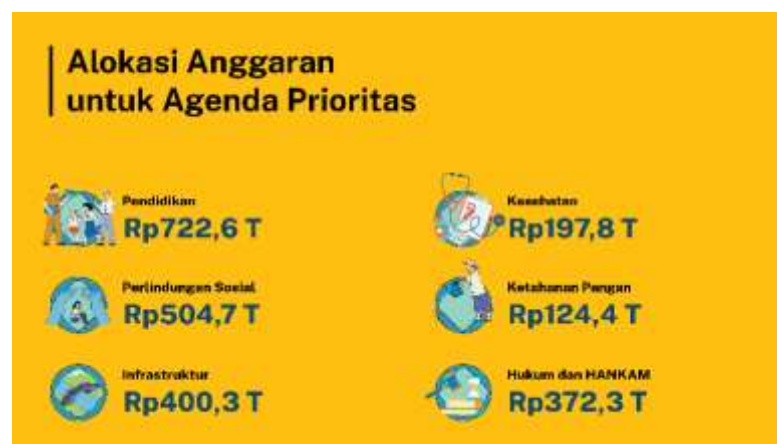 Alokasi Anggaran
untuk Agenda Prioritas
Pendidikan
Rp722,6 T
Perlindungan Sosial
Rp504,7 T
Infrastruktur
Rp400,3 T
Kesehatan
Rp197,8 T
Ketahanan Pangan
Rp124,4 T
Hukum dan HANKAM
Rp372,3 T